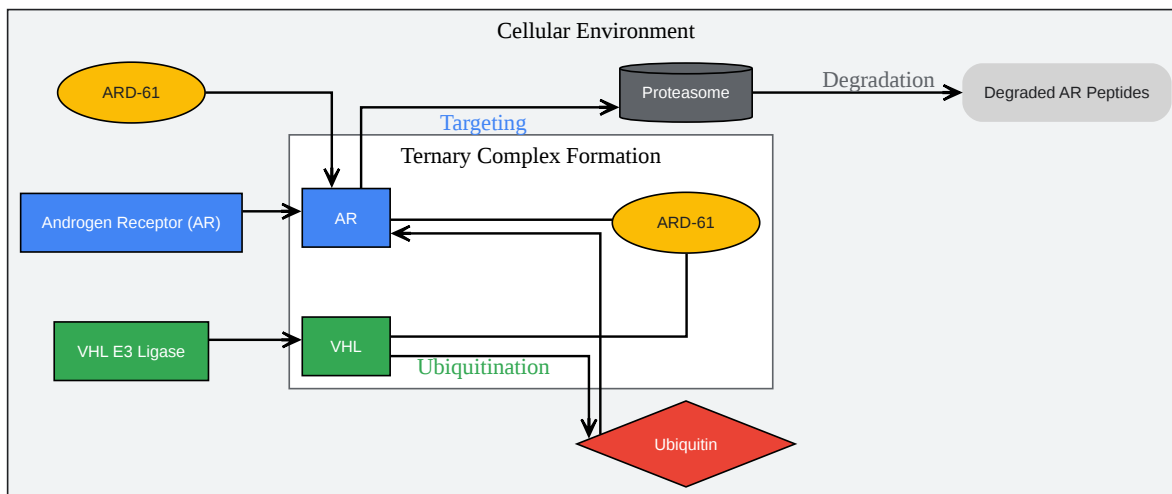 Cellular Environment
ARD-61
Proteasome
Degradation
Degraded AR Peptides
Targeting
Ternary Complex Formation
Androgen Receptor (AR)
AR
ARD-61
VHL E3 Ligase
VHL
Ubiquitination
Ubiquitin